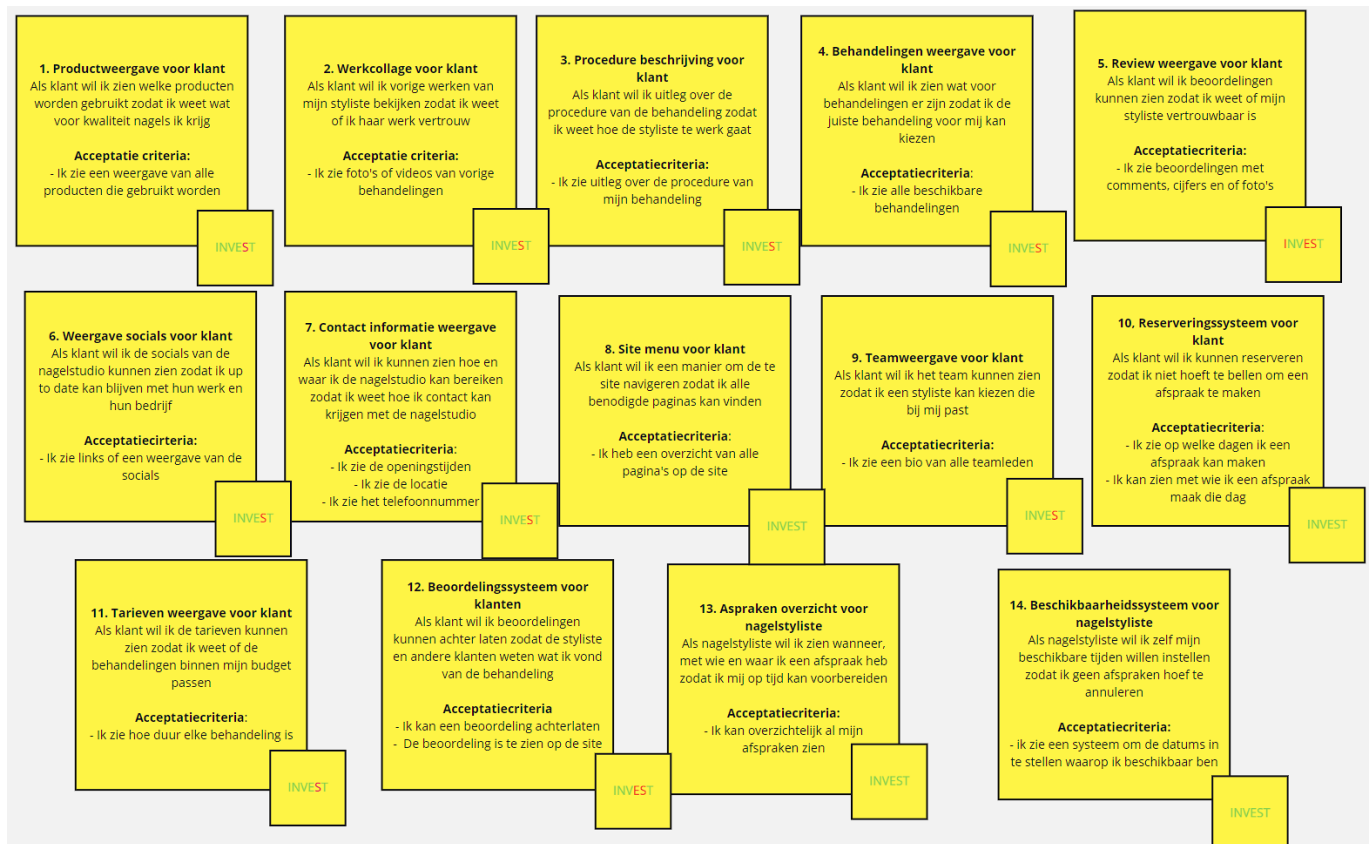 1. Productweergave voor klant
Als klant wil ik zien welke producten
worden gebruikt zodat ik weet wat
voor kwaliteit nagels ik krijg
Acceptatie criteria:
- Ik zie een weergave van alle
producten die gebruikt worden
INVEST
2. Werkcollage voor klant
Als klant wil ik vorige werken van
mijn styliste bekijken zodat ik weet
of ik haar werk vertrouw
Acceptatie criteria:
- Ik zie foto's of videos van vorige
behandelingen
INVEST
3. Procedure beschrijving voor
klant
Als klant wil ik uitleg over de
procedure van de behandeling zodat
ik weet hoe de styliste te werk gaat
Acceptatiecriteria:
- Ik zie uitleg over de procedure van
mijn behandeling
INVEST
4. Behandelingen weergave voor
klant
Als klant wil ik zien wat voor
behandelingen er zijn zodat ik de
juiste behandeling voor mij kan
kiezen
Acceptatiecriteria:
- Ik zie alle beschikbare
behandelingen
INVEST
5. Review weergave voor klant
Als klant wil ik beoordelingen
kunnen zien zodat ik weet of mijn
styliste vertrouwbaar is
Acceptatiecriteria:
- Ik zie beoordelingen met
comments, cijfers en of foto's
INVEST
6. Weergave socials voor klant
Als klant wil ik de socials van de
nagelstudio kunnen zien zodat ik up
to date kan blijven met hun werk en
hun bedrijf
Acceptatiecirteria:
- Ik zie links of een weergave van de
socials
INVEST
7. Contact informatie weergave
voor klant
Als klant wil ik kunnen zien hoe en
waar ik de nagelstudio kan bereiken
zodat ik weet hoe ik contact kan
krijgen met de nagelstudio
Acceptatiecriteria:
- Ik zie de openingstijden
- Ik zie de locatie
- Ik zie het telefoonnummer
INVEST
8. Site menu voor klant
Als klant wil ik een manier om de te
site navigeren zodat ik alle
benodigde paginas kan vinden
Acceptatiecriteria:
- Ik heb een overzicht van alle
pagina's op de site
INVEST
9. Teamweergave voor klant
Als klant wil ik het team kunnen zien
zodat ik een styliste kan kiezen die
bij mij past
Acceptatiecriteria:
- Ik zie een bio van alle teamleden
INVEST
10, Reserveringssysteem voor
klant
Als klant wil ik kunnen reserveren
zodat ik niet hoeft te bellen om een
afspraak te maken
Acceptatiecriteria:
- Ik zie op welke dagen ik een
afspraak kan maken
- Ik kan zien met wie ik een afspraak
maak die dag
INVEST
11. Tarieven weergave voor klant
Als klant wil ik de tarieven kunnen
zien zodat ik weet of de
behandelingen binnen mijn budget
passen
Acceptatiecriteria:
- Ik zie hoe duur elke behandeling is
INVEST
12. Beoordelingssysteem voor
klanten
Als klant wil ik beoordelingen
kunnen achter laten zodat de styliste
en andere klanten weten wat ik vond
van de behandeling
Acceptatiecriteria
- Ik kan een beoordeling achterlaten
- De beoordeling is te zien op de site
INVEST
13. Aspraken overzicht voor
nagelstyliste
Als nagelstyliste wil ik zien wanneer,
met wie en waar ik een afspraak heb
zodat ik mij op tijd kan voorbereiden
Acceptatiecriteria:
- Ik kan overzichtelijk al mijn
afspraken zien
INVEST
14. Beschikbaarheidssysteem voor
nagelstyliste
Als nagelstyliste wil ik zelf mijn
beschikbare tijden willen instellen
zodat ik geen afspraken hoef te
annuleren
Acceptatiecriteria:
- ik zie een systeem om de datums in
te stellen waarop ik beschikbaar ben
INVEST